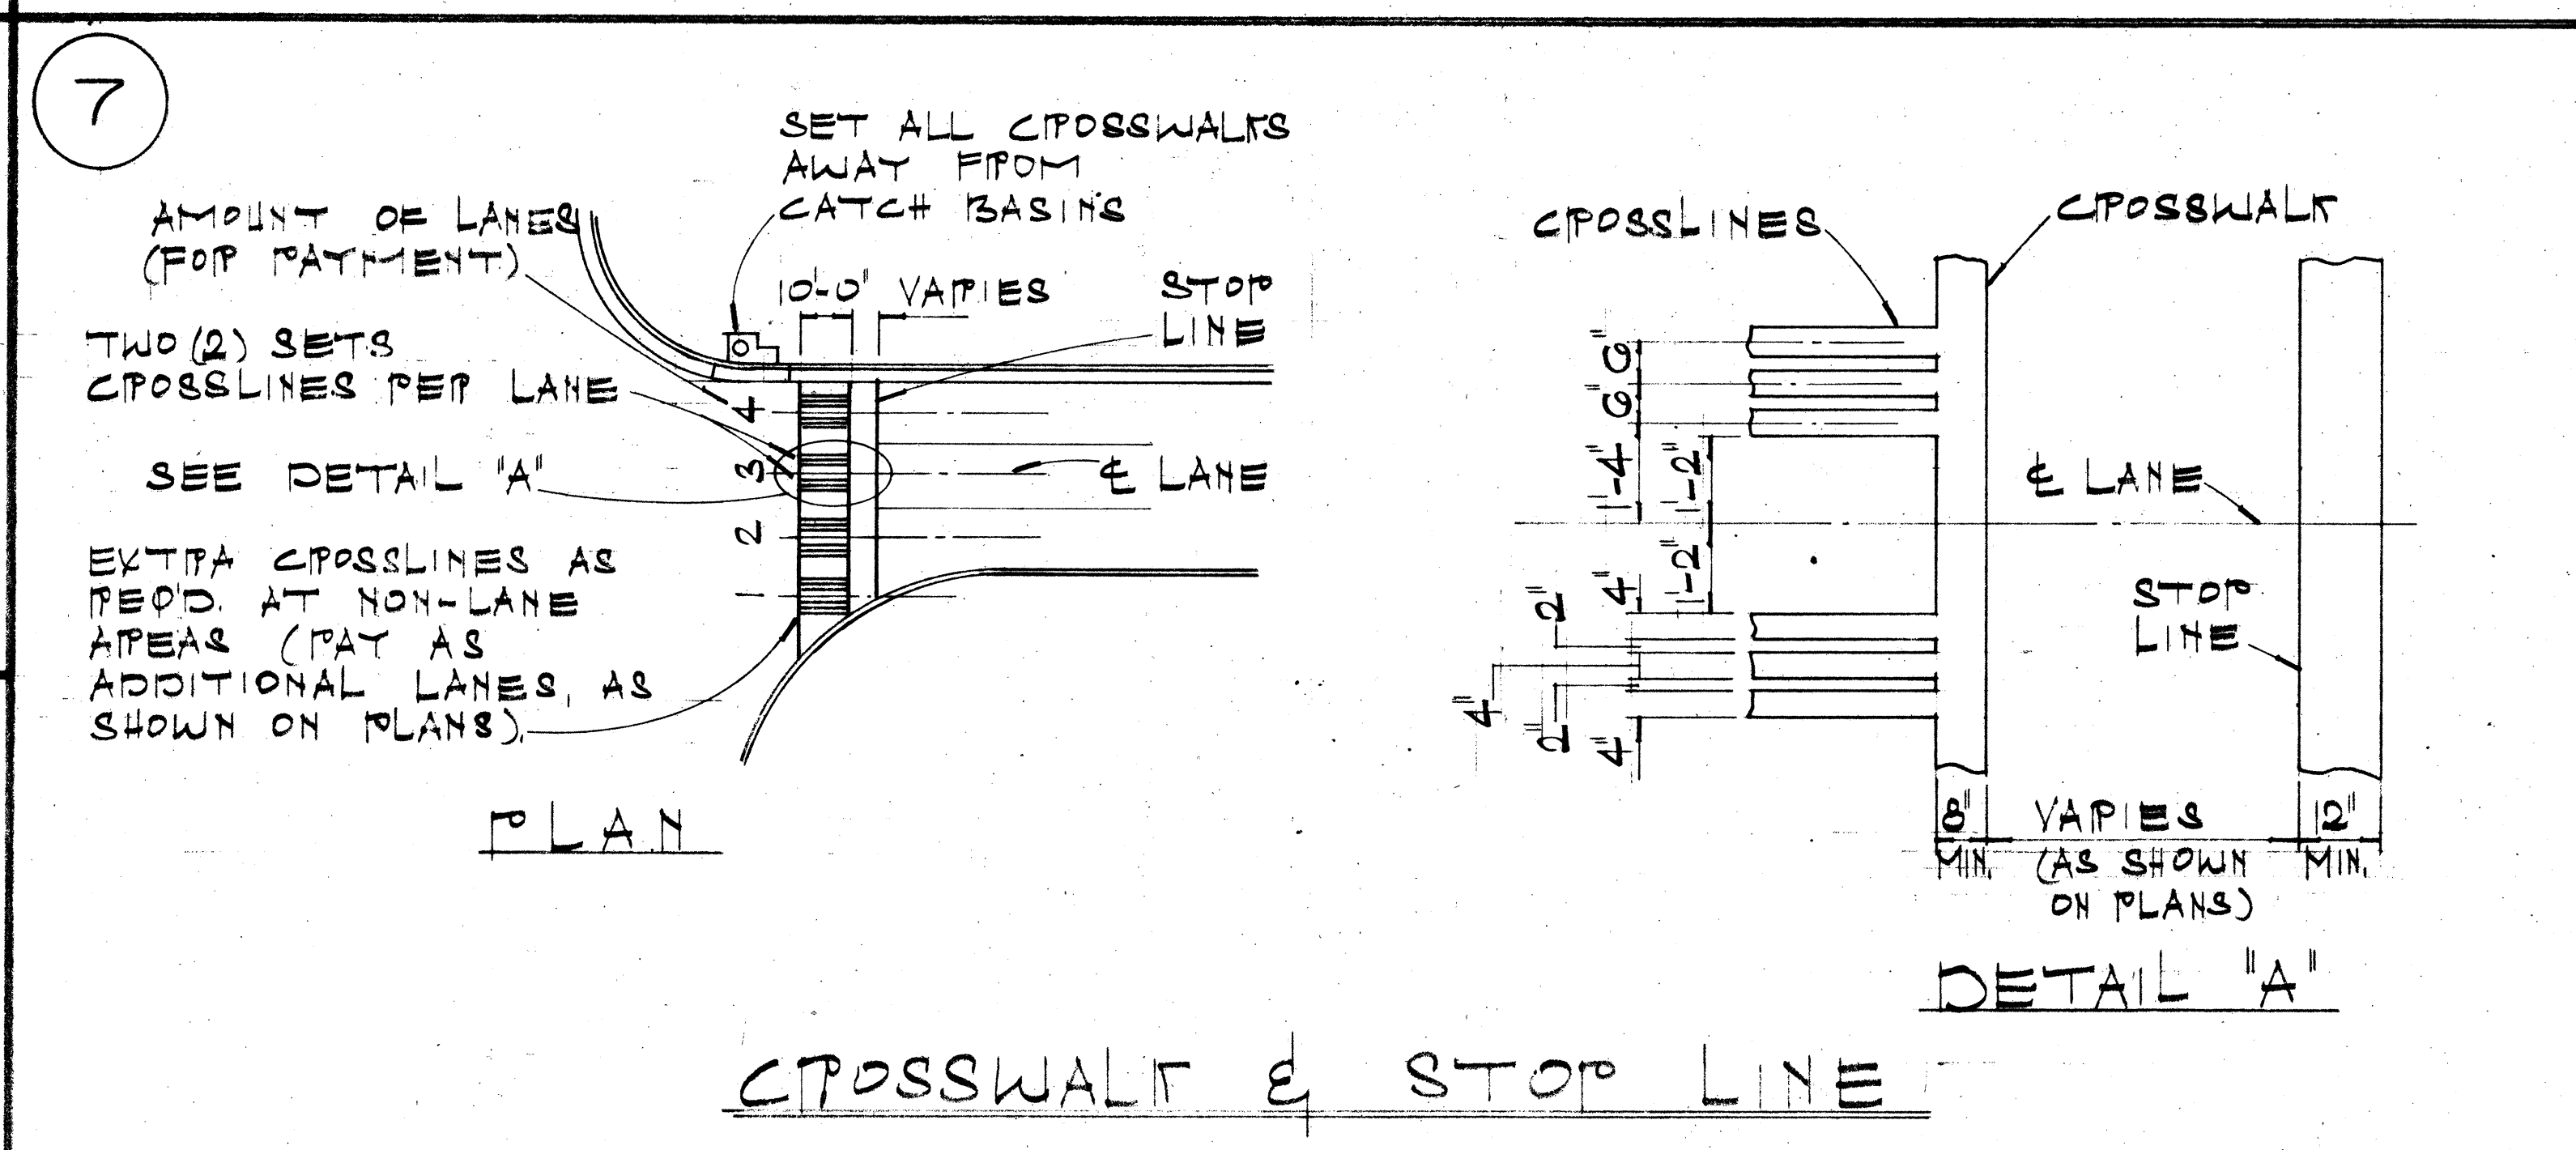 7
SET ALL CROSSWALKS
AWAY FROM
CATCH BASINS
AMOUNT OF LANES
(FOR PAYMENT)
10'-0" VARIES
STOP
LINE
TWO (2) SETS
CROSSLINES PER LANE
SEE DETAIL "A"
EXTRA CROSSLINES AS
REQ'D. AT NON-LANE
AREAS (PAY AS
ADDITIONAL LANES, AS
SHOWN ON PLANS).
4
3
2
1
℄ LANE
PLAN
CROSSLINES
CROSSWALK
6"
6"
1'-4"
1'-2"
1'-2"
4"
2"
4"
2"
4"
℄ LANE
STOP
LINE
8"
MIN.
VARIES
(AS SHOWN
ON PLANS)
12"
MIN.
DETAIL "A"
CROSSWALK & STOP LINE